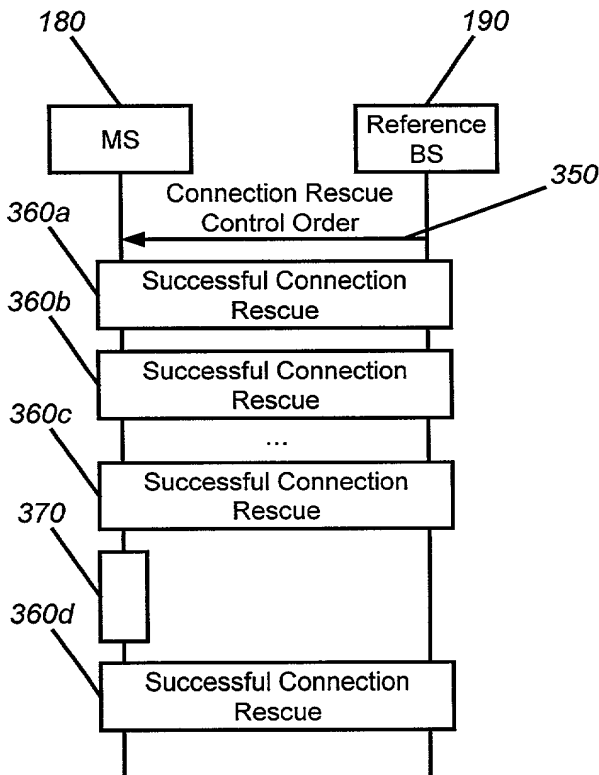 180
190
MS
Reference
BS
350
Connection Rescue
Control Order
360a
Successful Connection
Rescue
360b
Successful Connection
Rescue
...
360c
Successful Connection
Rescue
370
360d
Successful Connection
Rescue